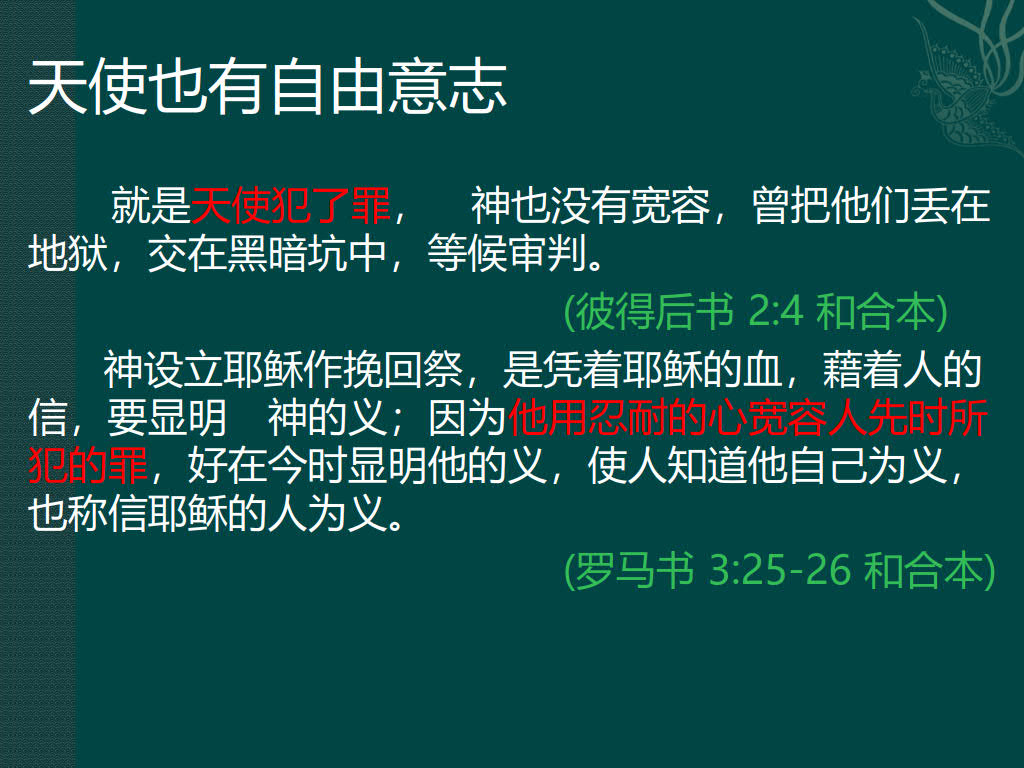 天使也有自由意志
就是天使犯了罪，　神也没有宽容，曾把他们丢在
地狱，交在黑暗坑中，等候审判。
(彼得后书 2:4 和合本)
神设立耶稣作挽回祭，是凭着耶稣的血，藉着人的
信，要显明　神的义；因为他用忍耐的心宽容人先时所
犯的罪，好在今时显明他的义，使人知道他自己为义，
也称信耶稣的人为义。
(罗马书 3:25-26 和合本)